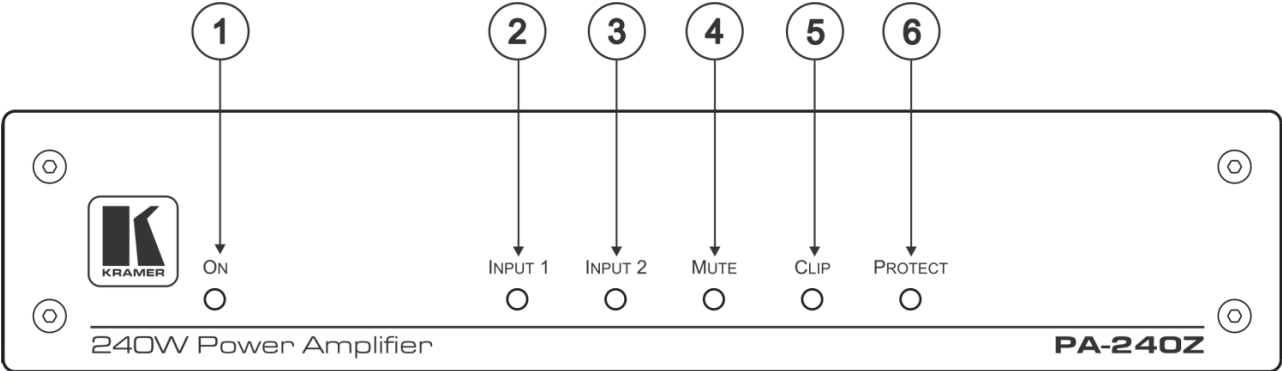 1 2 3 4 5 6
ON INPUT 1 INPUT 2 MUTE CLIP PROTECT
K
KRAMER
240W Power Amplifier PA-240Z